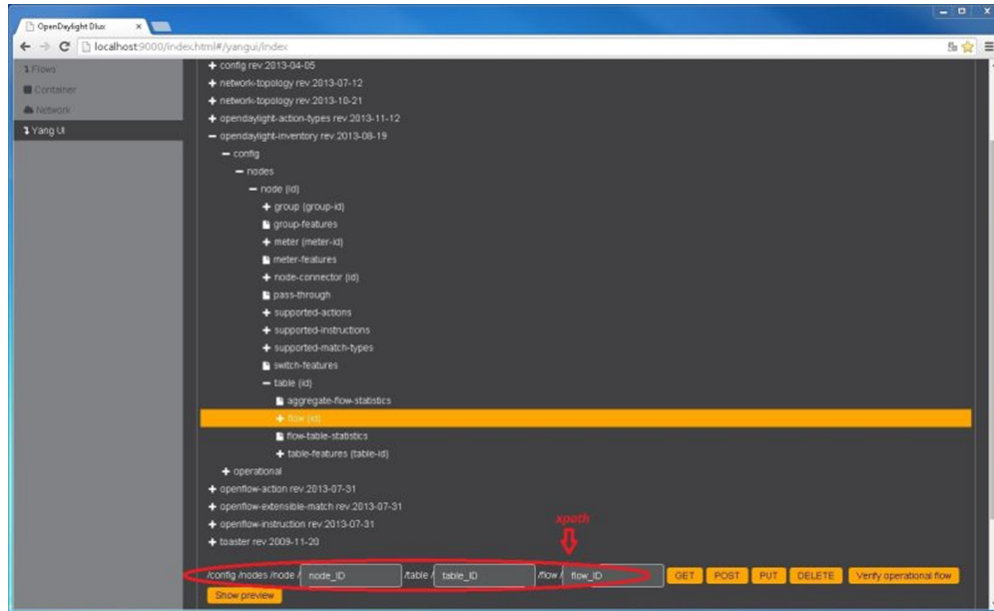 OpenDaylight Dlux
localhost:9000/index.html#/yangui/index
Flows
Container
Network
Yang UI
config rev.2013-04-05
network-topology rev.2013-07-12
network-topology rev.2013-10-21
opendaylight-action-types rev.2013-11-12
opendaylight-inventory rev.2013-08-19
config
nodes
node (id)
group (group-id)
group-features
meter (meter-id)
meter-features
node-connector (id)
pass-through
supported-actions
supported-instructions
supported-match-types
switch-features
table (id)
aggregate-flow-statistics
flow (id)
flow-table-statistics
table-features (table-id)
operational
openflow-action rev.2013-07-31
openflow-extensible-match rev.2013-07-31
openflow-instruction rev.2013-07-31
toaster rev.2009-11-20
xpath
/config /nodes /node / node_ID /table / table_ID /flow / flow_ID GET POST PUT DELETE Verify operational flow
Show preview